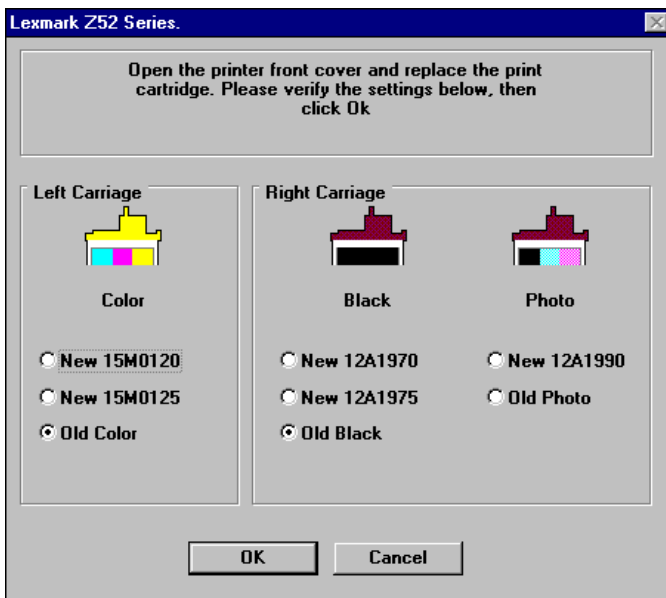 Lexmark Z52 Series.
Open the printer front cover and replace the print
cartridge. Please verify the settings below, then
click Ok
Left Carriage
Color
New 15M0120
New 15M0125
Old Color
Right Carriage
Black
Photo
New 12A1970
New 12A1990
New 12A1975
Old Photo
Old Black
OK
Cancel